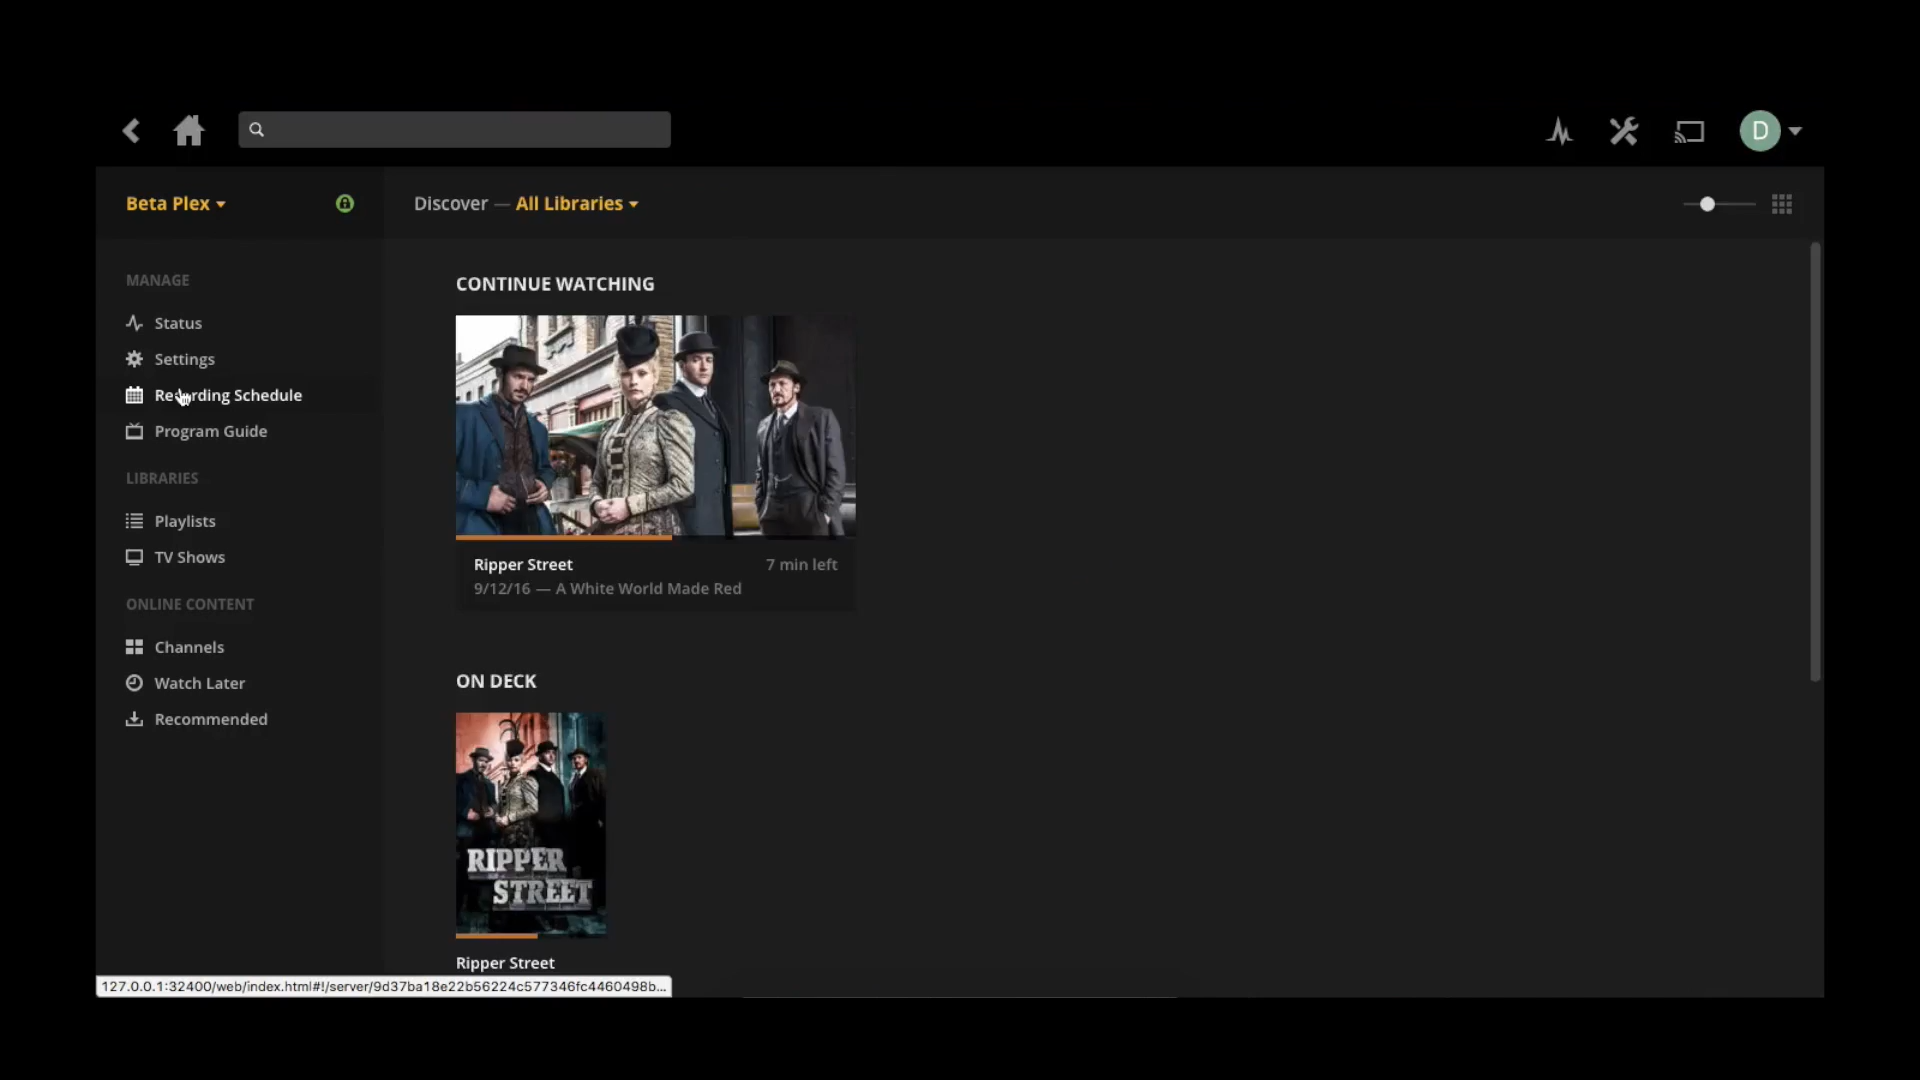 D
Beta Plex
Discover — All Libraries
MANAGE
Status
Settings
Recording Schedule
Program Guide
LIBRARIES
Playlists
TV Shows
ONLINE CONTENT
Channels
Watch Later
Recommended
CONTINUE WATCHING
Ripper Street
7 min left
9/12/16 — A White World Made Red
ON DECK
RIPPER
STREET
Ripper Street
127.0.0.1:32400/web/index.html#!/server/9d37ba18e22b56224c577346fc4460498b...